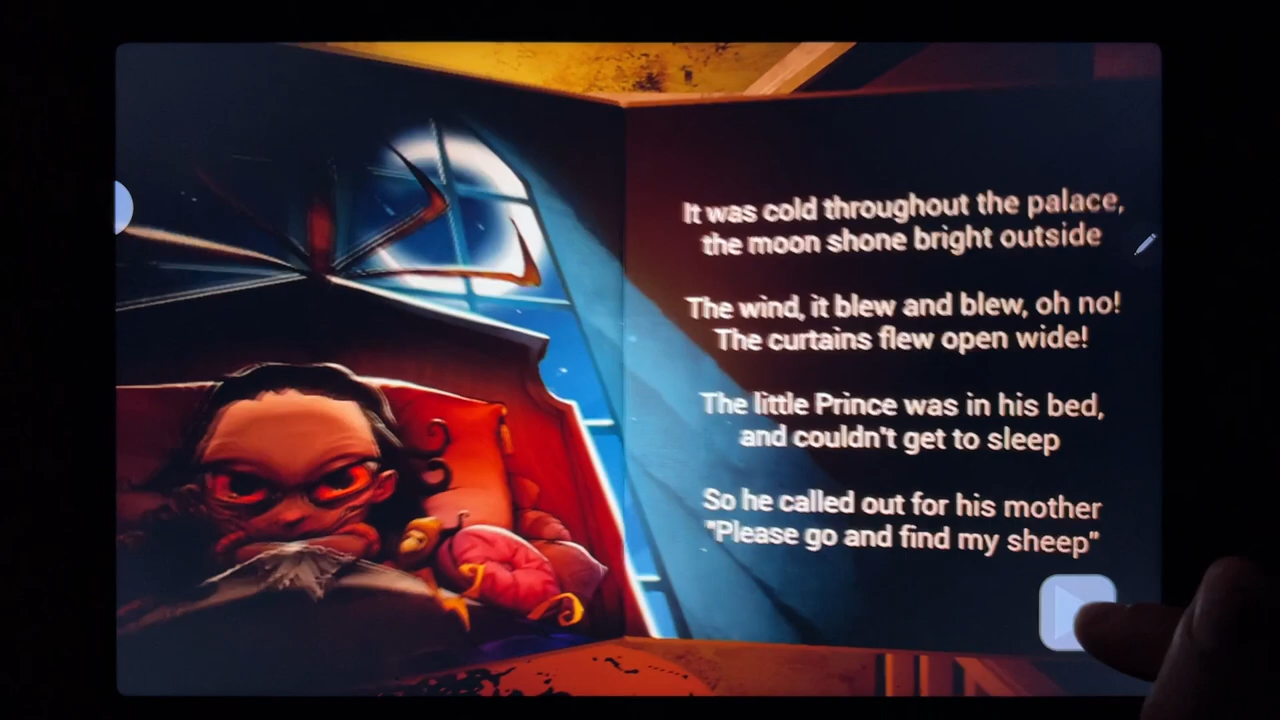 It was cold throughout the palace,
the moon shone bright outside
The wind, it blew and blew, oh no!
The curtains flew open wide!
The little Prince was in his bed,
and couldn't get to sleep
So he called out for his mother
"Please go and find my sheep"